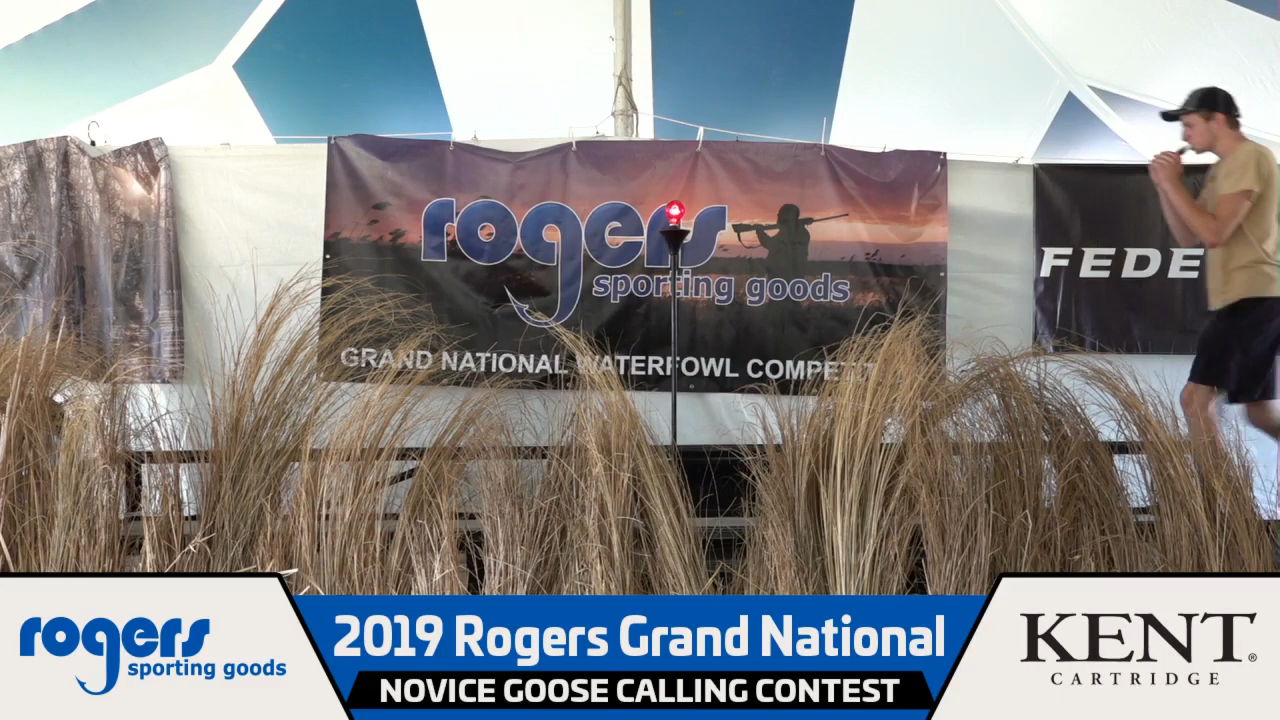 rogers
sporting goods
GRAND NATIONAL WATERFOWL COMPET
FEDE
rogers
sporting goods
2019 Rogers Grand National
NOVICE GOOSE CALLING CONTEST
KENT®
CARTRIDGE